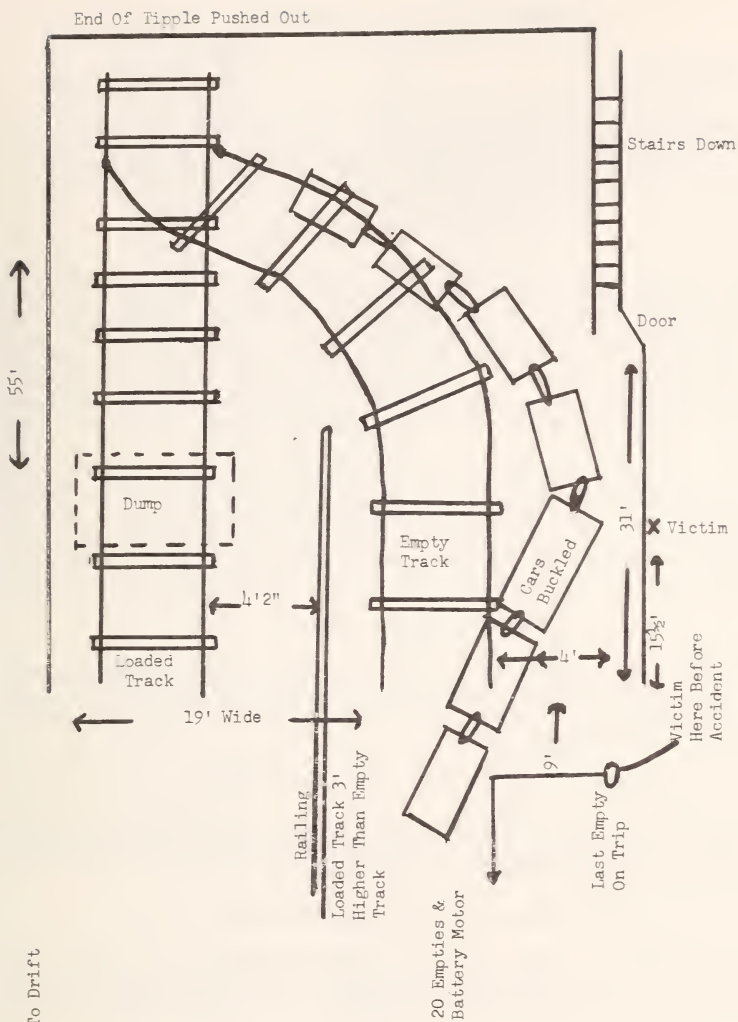 End Of Tipple Pushed Out
Stairs Down
Door
55'
Dump
Empty
Track
Cars
Buckled
31'
X Victim
15½'
4'2"
4'
Loaded
Track
19' Wide
Victim
Here Before
Accident
9'
Railing
Loaded Track 3'
Higher Than Empty
Track
Last Empty
On Trip
20 Empties &
Battery Motor
To Drift